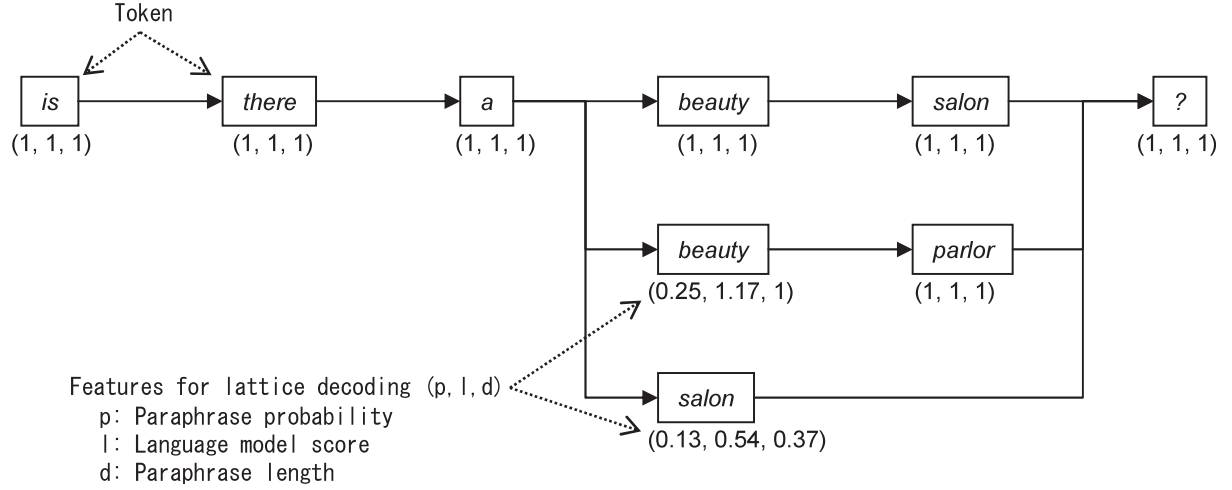 Token
is there a beauty salon ?
(1, 1, 1) (1, 1, 1) (1, 1, 1) (1, 1, 1) (1, 1, 1) (1, 1, 1)
beauty parlor
(0.25, 1.17, 1) (1, 1, 1)
Features for lattice decoding (p,l,d)
salon
p: Paraphrase probability
(0.13, 0.54, 0.37)
l: Language model score
d: Paraphrase length